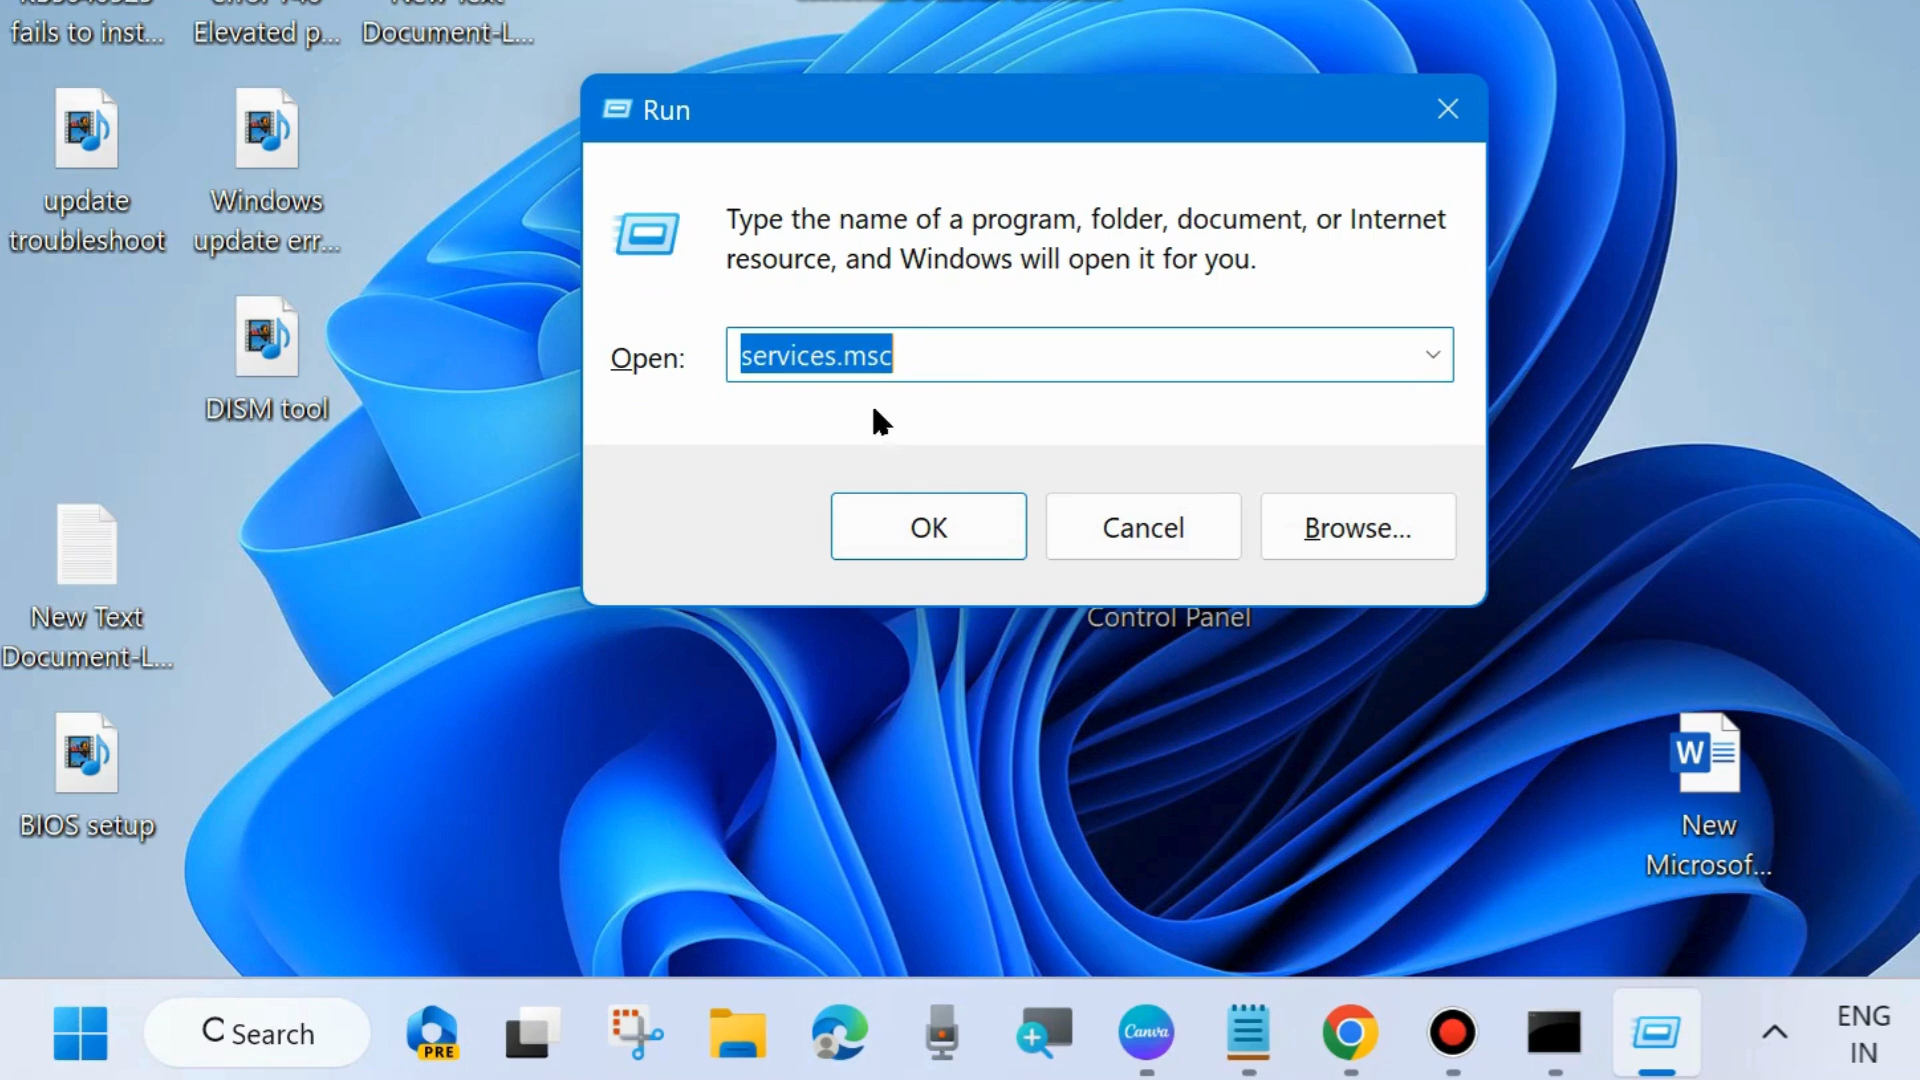 fails to inst...
Elevated p...
Document-L...
update
troubleshoot
Windows
update err...
DISM tool
New Text
Document-L...
BIOS setup
Run
Type the name of a program, folder, document, or Internet
resource, and Windows will open it for you.
Open:
services.msc
OK
Cancel
Browse...
Control Panel
W
New
Microsof...
Search
PRE
Canva
ENG
IN